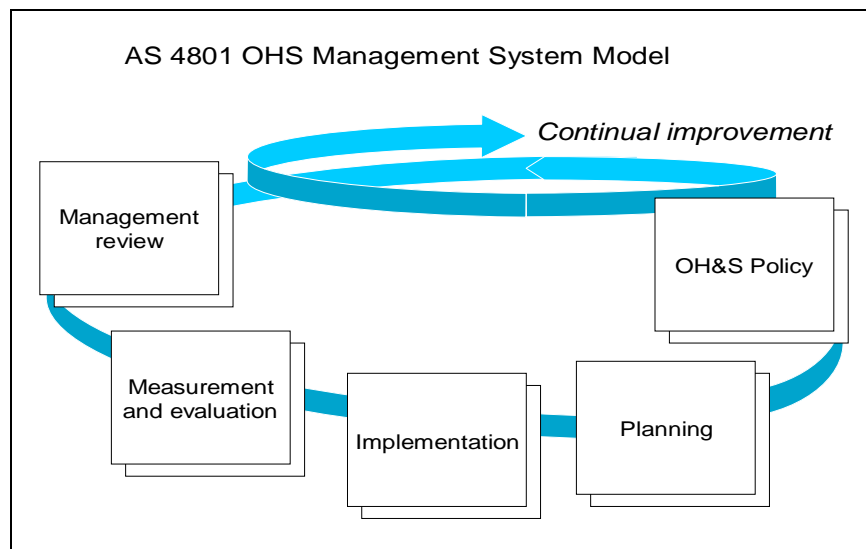 AS 4801 OHS Management System Model
Continual improvement
Management
review
OH&S Policy
Measurement
and evaluation
Implementation
Planning